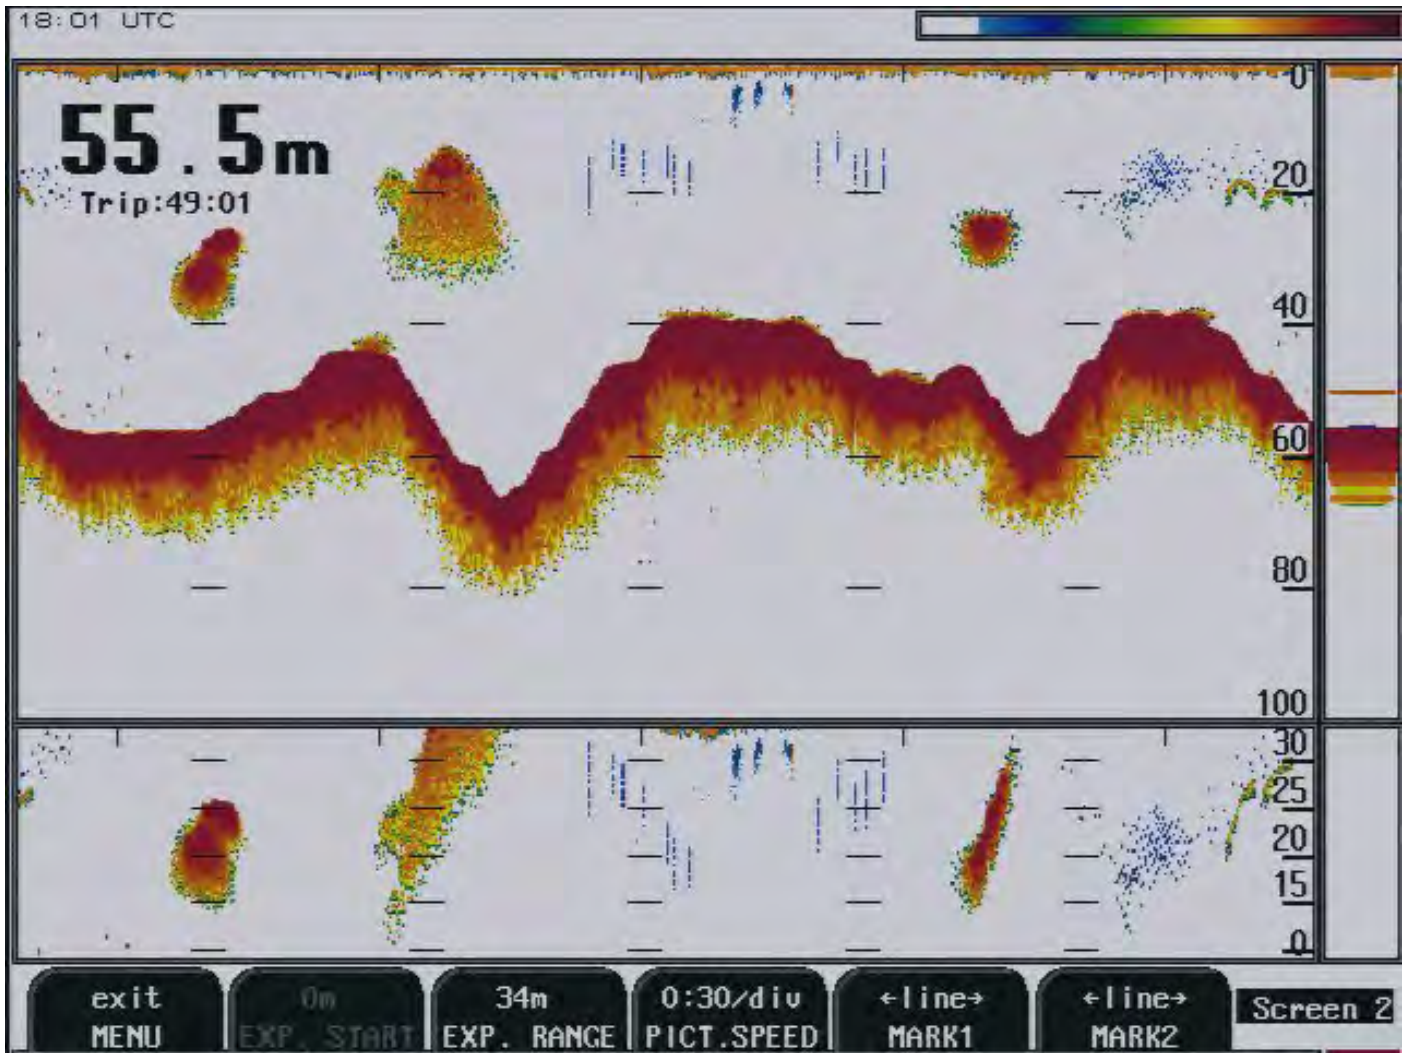 18:01 UTC
0
55.5m
20
Trip:49:01
40
60
80
100
30
25
20
15
0
exit
MENU
0m
EXP. START
34m
EXP. RANGE
0:30/div
PICT.SPEED
←line→
MARK1
←line→
MARK2
Screen 2